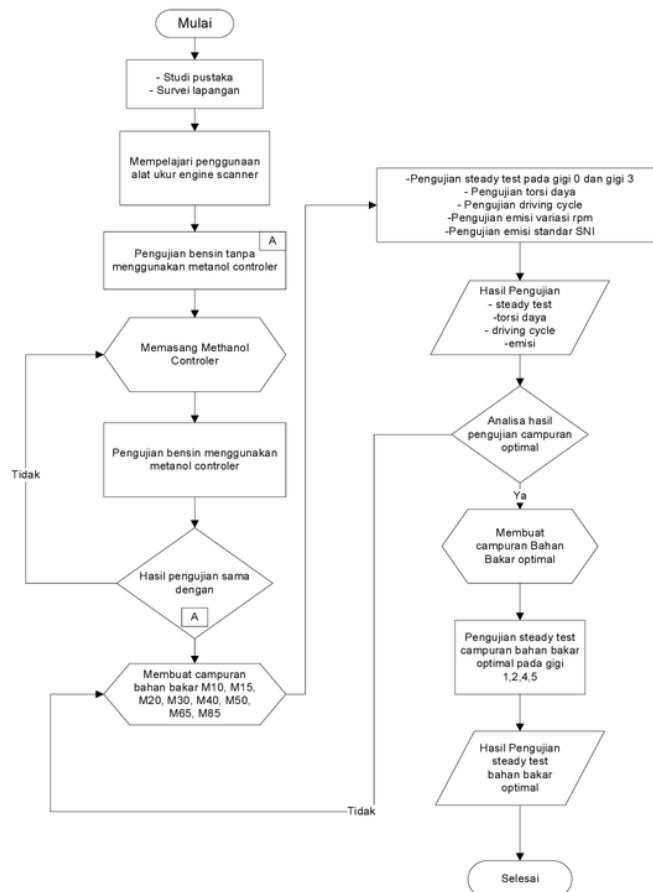 Mulai
- Studi pustaka
- Survei lapangan
Mempelajari penggunaan
alat ukur engine scanner
A
Pengujian bensin tanpa
menggunakan metanol controler
Memasang Methanol
Controler
Pengujian bensin menggunakan
metanol controler
Tidak
Hasil pengujian sama
dengan
A
Membuat campuran
bahan bakar M10, M15,
M20, M30, M40, M50,
M65, M85
-Pengujian steady test pada gigi 0 dan gigi 3
- Pengujian torsi daya
- Pengujian driving cycle
-Pengujian emisi variasi rpm
-Pengujian emisi standar SNI
Hasil Pengujian
- steady test
-torsi daya
- driving cycle
-emisi
Analisa hasil
pengujian campuran
optimal
Ya
Tidak
Membuat
campuran Bahan
Bakar optimal
Pengujian steady test
campuran bahan bakar
optimal pada gigi
1,2,4,5
Hasil Pengujian
steady test
bahan bakar
optimal
Selesai